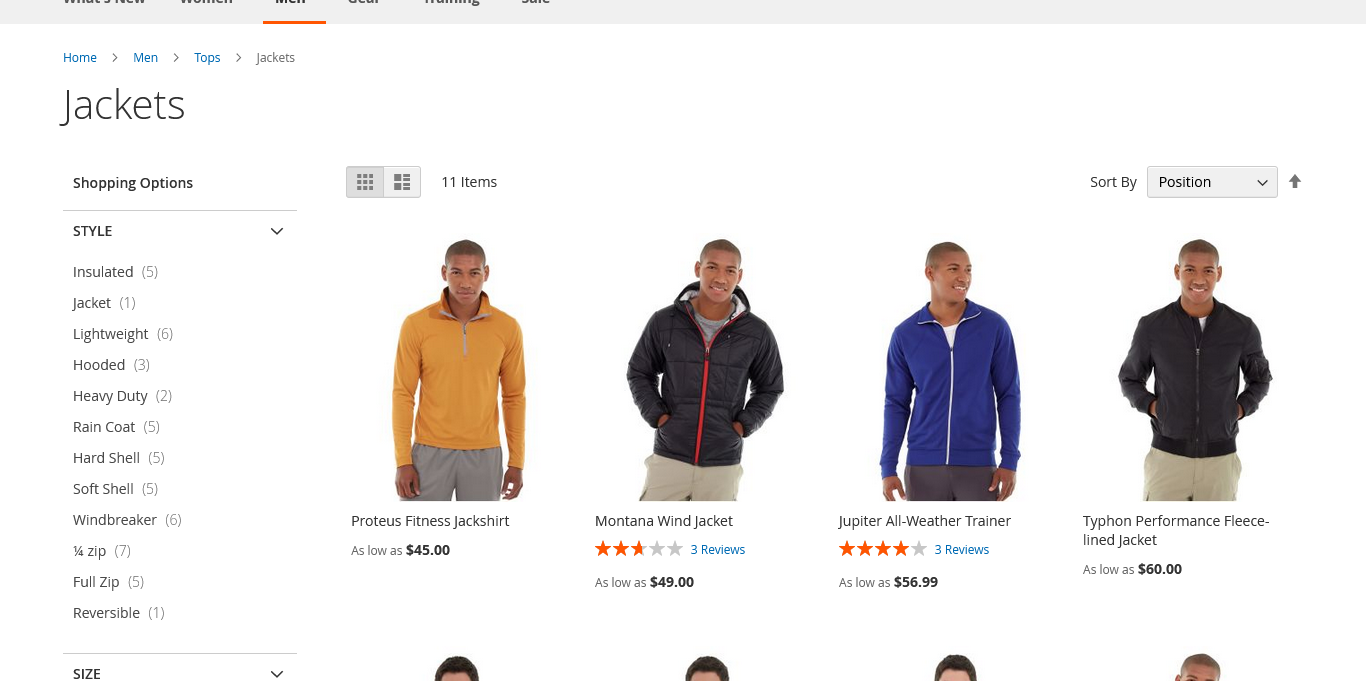 What's New Women Men Gear Training Sale
Home Men Tops Jackets
Jackets
Shopping Options
11 Items
Sort By Position
STYLE
Insulated (5)
Jacket (1)
Lightweight (6)
Hooded (3)
Heavy Duty (2)
Rain Coat (5)
Hard Shell (5)
Soft Shell (5)
Windbreaker (6)
¼ zip (7)
Full Zip (5)
Reversible (1)
SIZE
Proteus Fitness Jackshirt
As low as $45.00
Montana Wind Jacket
3 Reviews
As low as $49.00
Jupiter All-Weather Trainer
3 Reviews
As low as $56.99
Typhon Performance Fleece-
lined Jacket
As low as $60.00